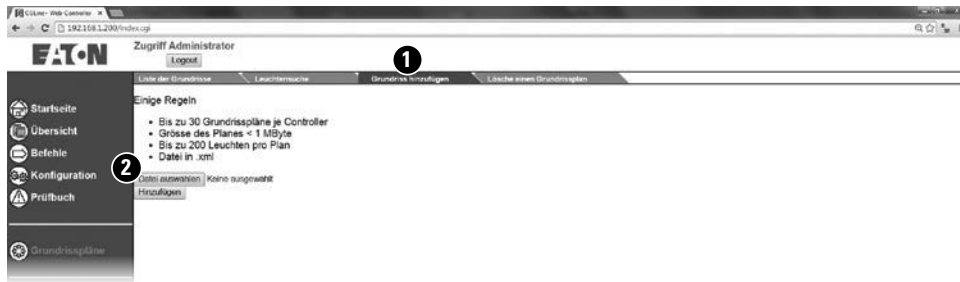 CGLine- Web-Controller
192.168.1.200/index.cgi
EATON
Zugriff Administrator
Logout
1
Liste der Grundrisse
Leuchtensuche
Grundriss hinzufügen
Lösche einen Grundrissplan
Startseite
Übersicht
Befehle
Konfiguration
Prüfbuch
Grundrisspläne
Einige Regeln
• Bis zu 30 Grundrisspläne je Controller
• Grösse des Planes < 1 MByte
• Bis zu 200 Leuchten pro Plan
• Datei in .xml
2
Datei auswählen Keine ausgewählt
Hinzufügen